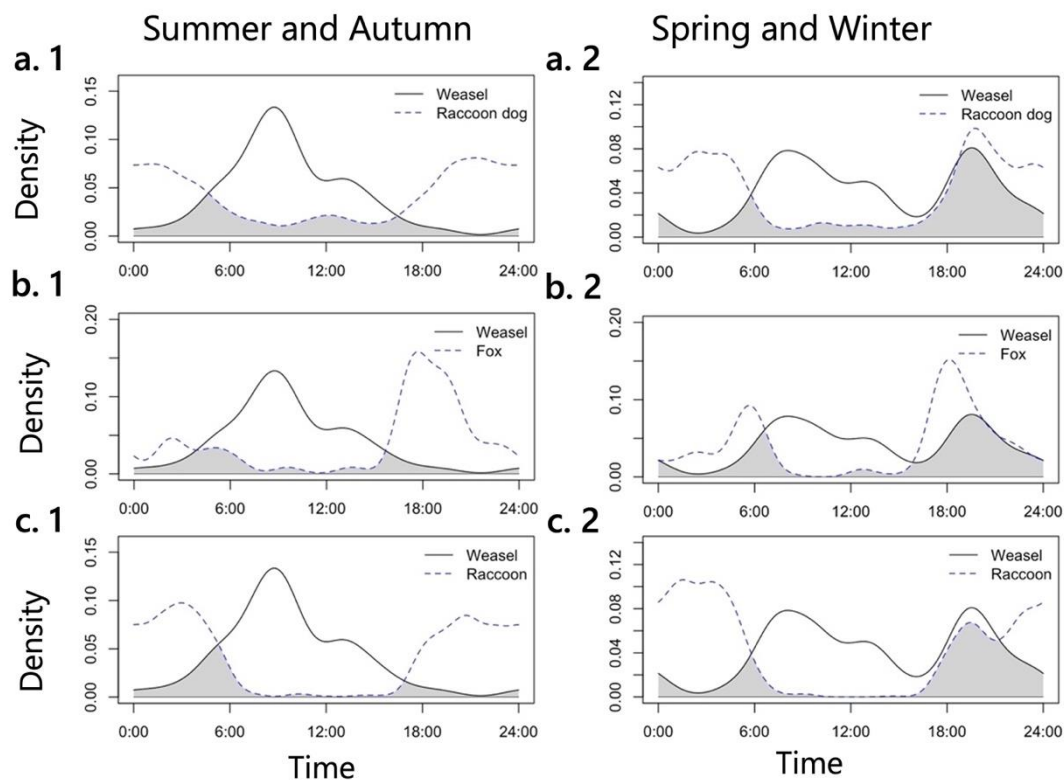 Summer and Autumn
Spring and Winter
a. 1
Density
0.00 0.05 0.10 0.15
Weasel
Raccoon dog
0:00 6:00 12:00 18:00 24:00
a. 2
0.00 0.04 0.08 0.12
Weasel
Raccoon dog
0:00 6:00 12:00 18:00 24:00
b. 1
Density
0.00 0.10 0.20
Weasel
Fox
0:00 6:00 12:00 18:00 24:00
b. 2
0.00 0.10 0.20
Weasel
Fox
0:00 6:00 12:00 18:00 24:00
c. 1
Density
0.00 0.05 0.10 0.15
Weasel
Raccoon
0:00 6:00 12:00 18:00 24:00
Time
c. 2
0.00 0.04 0.08 0.12
Weasel
Raccoon
0:00 6:00 12:00 18:00 24:00
Time